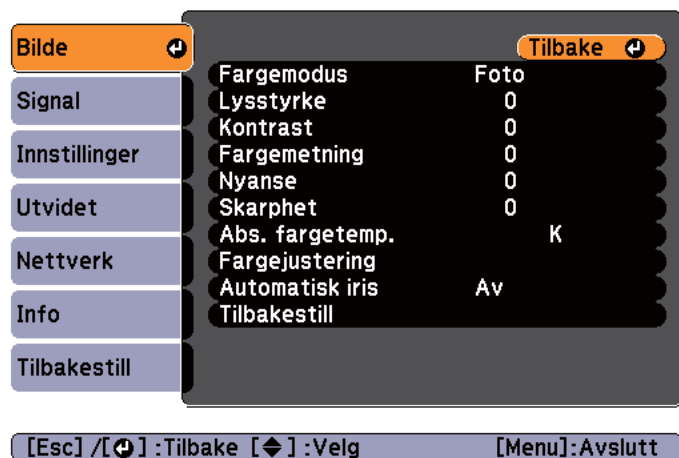 Bilde
Signal
Innstillinger
Utvidet
Nettverk
Info
Tilbakestill
Tilbake
Fargemodus Foto
Lysstyrke 0
Kontrast 0
Fargemetning 0
Nyanse 0
Skarphet 0
Abs. fargetemp. K
Fargejustering
Automatisk iris Av
Tilbakestill
[Esc] /[⏎] :Tilbake [◆] :Velg [Menu]:Avslutt